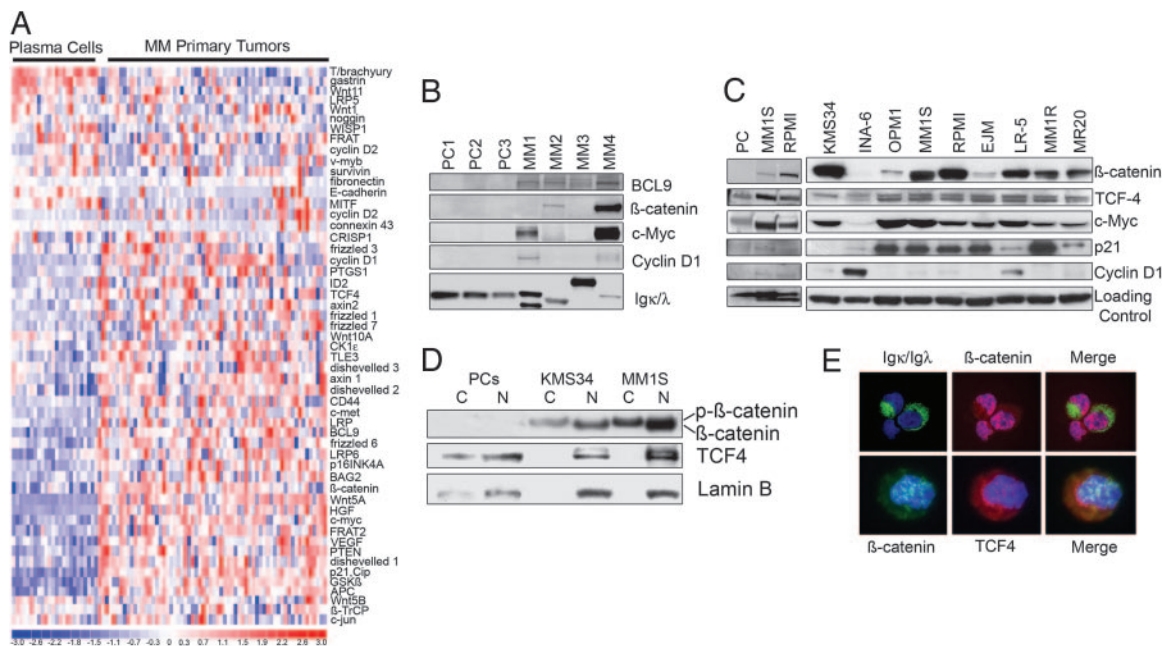 A
Plasma Cells
MM Primary Tumors
T/brachyury
gastrin
Wnt11
LRP5
Wnt1
noggin
WISP1
FRAT
cyclin D2
v-myb
survivin
fibronectin
E-cadherin
MITF
cyclin D2
connexin 43
CRISP1
frizzled 3
cyclin D1
PTGS1
ID2
TCF4
axin2
frizzled 1
frizzled 7
Wnt10A
CK1ε
TLE3
dishevelled 3
axin 1
dishevelled 2
CD44
c-met
LRP
BCL9
frizzled 6
LRP6
p16INK4A
BAG2
ß-catenin
Wnt5A
HGF
c-myc
FRAT2
VEGF
PTEN
dishevelled 1
p21.Cip
GSKß
APC
Wnt5B
ß-TrCP
c-jun
-3.0 -2.6 -2.2 -1.8 -1.5 -1.1 -0.7 -0.3 0 0.3 0.7 1.1 1.5 1.9 2.2 2.6 3.0
B
PC1 PC2 PC3 MM1 MM2 MM3 MM4
BCL9
ß-catenin
c-Myc
Cyclin D1
Igκ/λ
C
PC MM1S RPMI KMS34 INA-6 OPM1 MM1S RPMI EJM LR-5 MM1R MR20
ß-catenin
TCF-4
c-Myc
p21
Cyclin D1
Loading
Control
D
PCs KMS34 MM1S
C N C N C N
p-ß-catenin
ß-catenin
TCF4
Lamin B
E
Igκ/Igλ ß-catenin Merge
ß-catenin TCF4 Merge